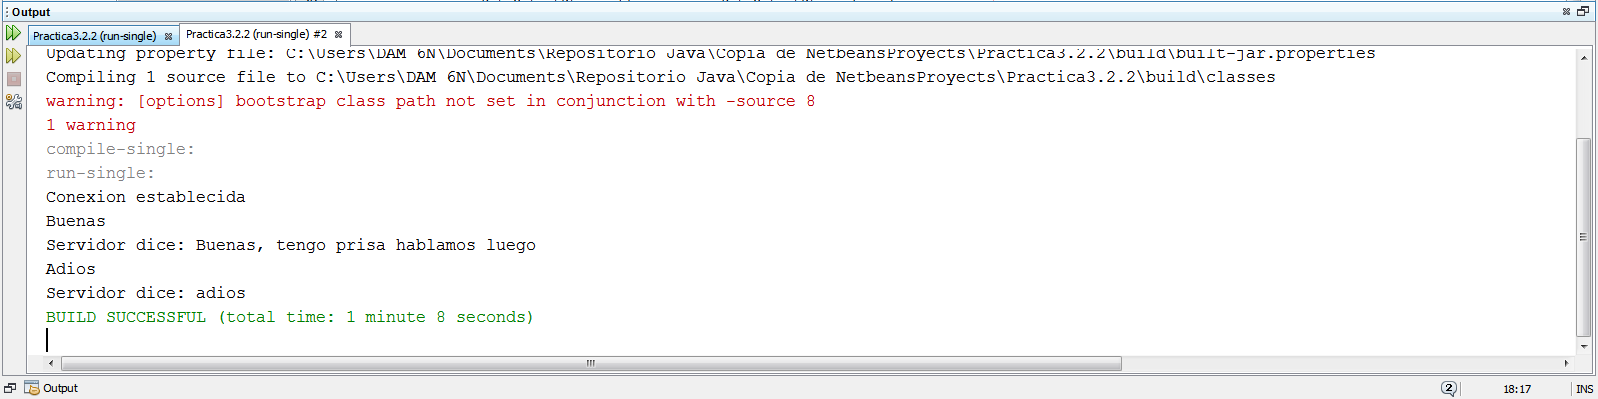 Output
Practica3.2.2 (run-single) Practica3.2.2 (run-single) #2
Updating property file: C:\Users\DAM 6N\Documents\Repositorio Java\Copia de NetbeansProyects\Practica3.2.2\build\built-jar.properties
Compiling 1 source file to C:\Users\DAM 6N\Documents\Repositorio Java\Copia de NetbeansProyects\Practica3.2.2\build\classes
warning: [options] bootstrap class path not set in conjunction with -source 8
1 warning
compile-single:
run-single:
Conexion establecida
Buenas
Servidor dice: Buenas, tengo prisa hablamos luego
Adios
Servidor dice: adios
BUILD SUCCESSFUL (total time: 1 minute 8 seconds)
Output 2 18:17 INS